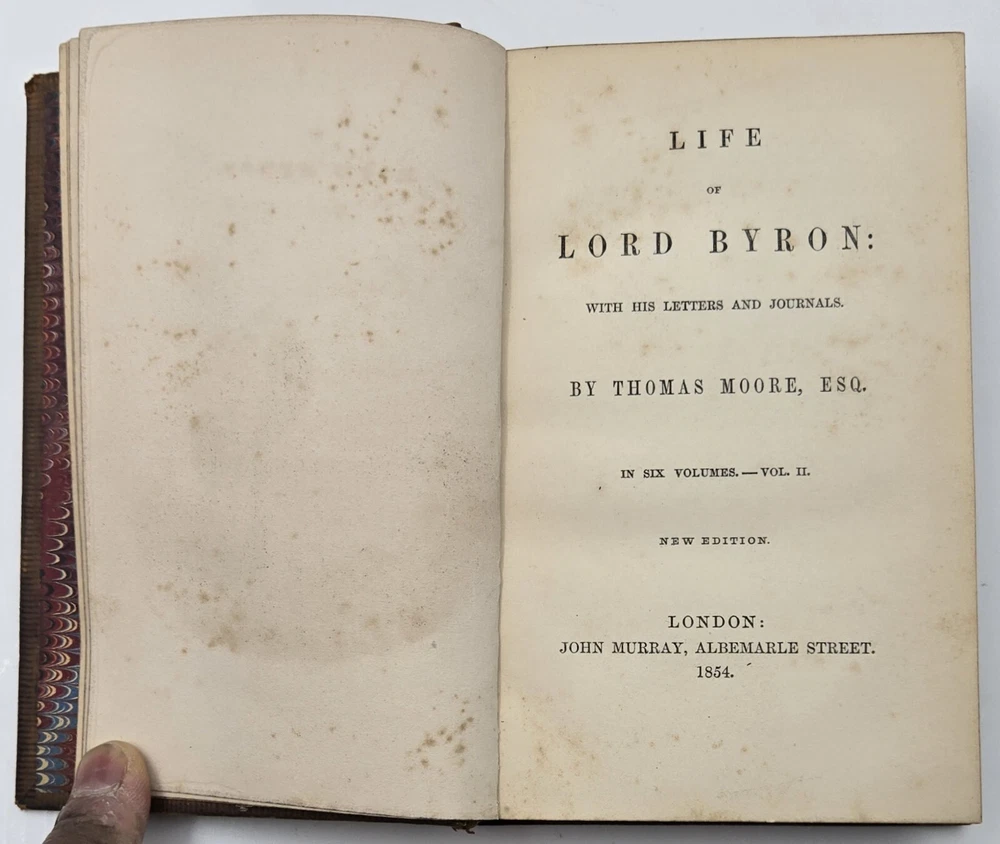 LIFE
OF
LORD BYRON:
WITH HIS LETTERS AND JOURNALS.
BY THOMAS MOORE, ESQ.
IN SIX VOLUMES.—VOL. II.
NEW EDITION.
LONDON:
JOHN MURRAY, ALBEMARLE STREET.
1854.